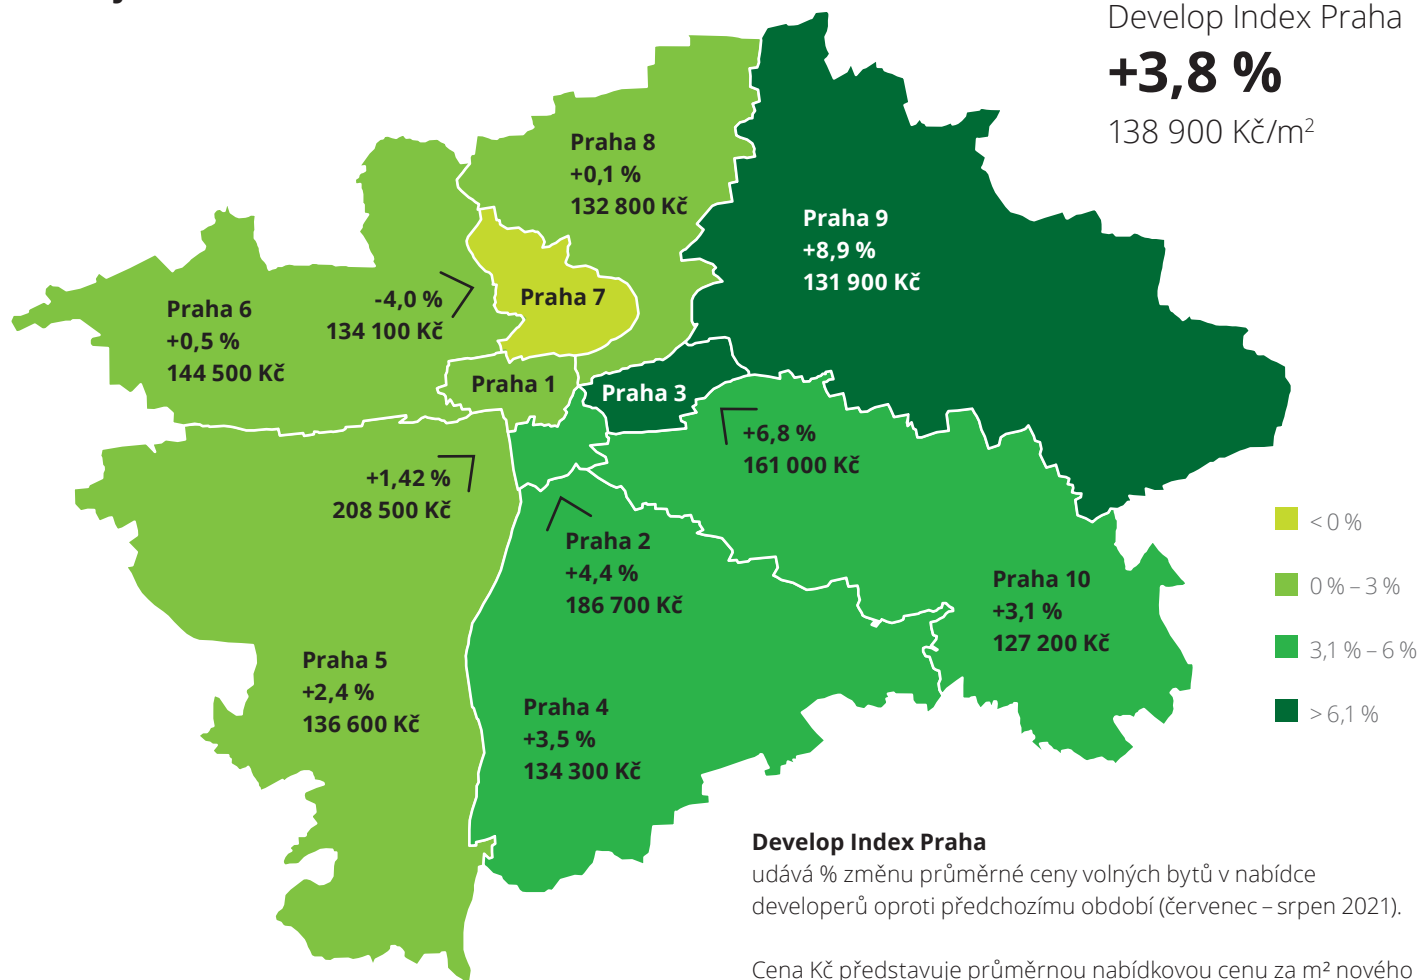 Develop Index Praha
+3,8 %
138 900 Kč/m²
Praha 8
+0,1 %
132 800 Kč
Praha 9
+8,9 %
131 900 Kč
Praha 6
+0,5 %
144 500 Kč
-4,0 %
134 100 Kč
Praha 7
Praha 1
Praha 3
+6,8 %
161 000 Kč
+1,42 %
208 500 Kč
Praha 2
+4,4 %
186 700 Kč
Praha 10
+3,1 %
127 200 Kč
Praha 5
+2,4 %
136 600 Kč
Praha 4
+3,5 %
134 300 Kč
< 0 %
0 % – 3 %
3,1 % – 6 %
> 6,1 %
Develop Index Praha
udává % změnu průměrné ceny volných bytů v nabídce
developerů oproti předchozímu období (červenec – srpen 2021).
Cena Kč představuje průměrnou nabídkovou cenu za m² nového